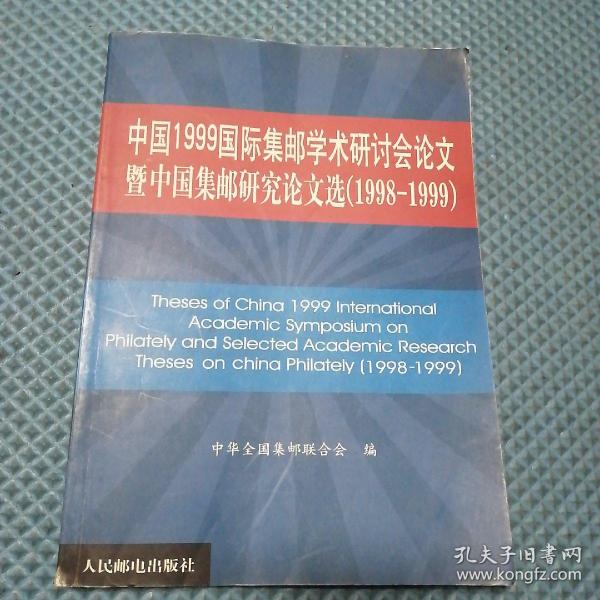 中国1999国际集邮学术研讨会论文
暨中国集邮研究论文选(1998-1999)
Theses of China 1999 International
Academic Symposium on
Philately and Selected Academic Research
Theses on china Philately (1998-1999)
中华全国集邮联合会 编
人民邮电出版社
孔夫子旧书网
www.kongfz.com